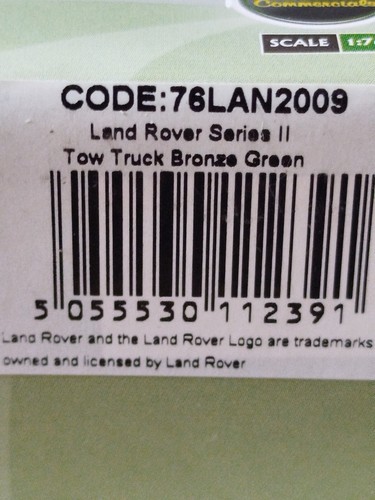 Commercials
SCALE 1:7
CODE:76LAN2009
Land Rover Series II
Tow Truck Bronze Green
5 055530 112391
Land Rover and the Land Rover Logo are trademarks
owned and licensed by Land Rover